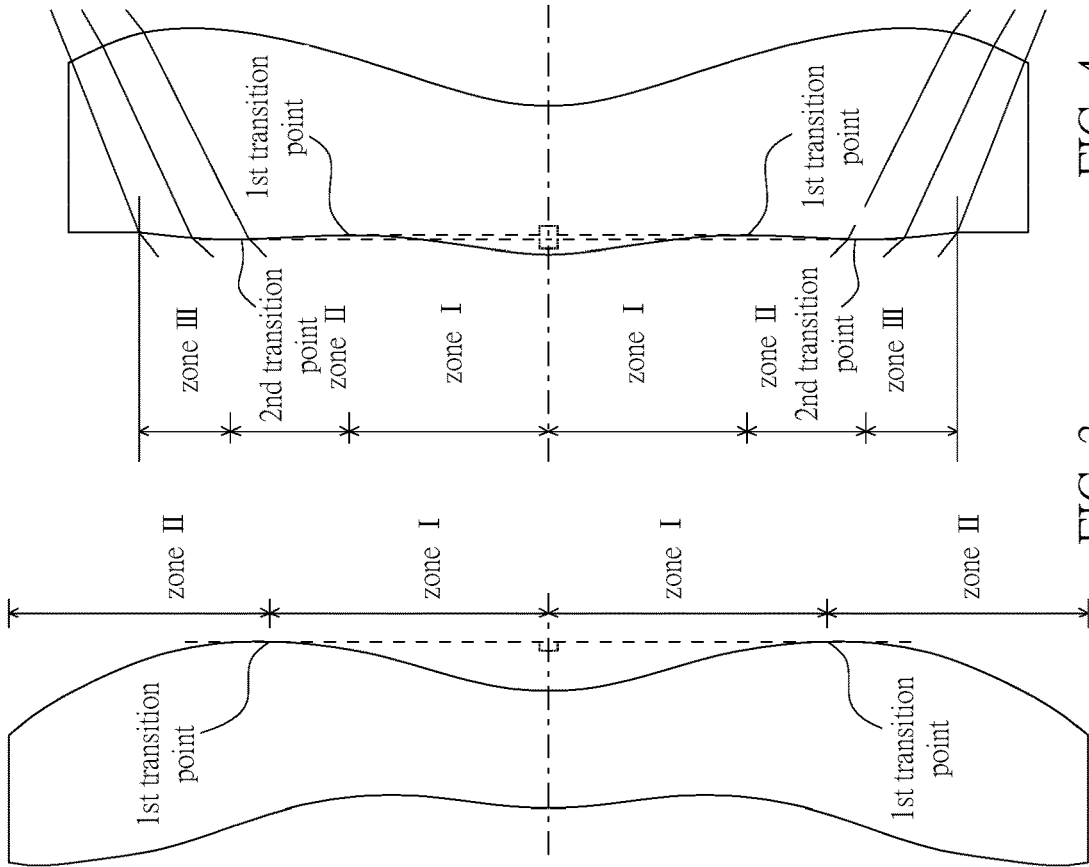 1st transition
point
1st transition
point
zone II
zone I
zone I
zone II
FIG.
zone III
2nd transition
point
zone II
zone I
zone I
zone II
2nd transition
point
zone III
1st transition
point
1st transition
point
FIG. 4